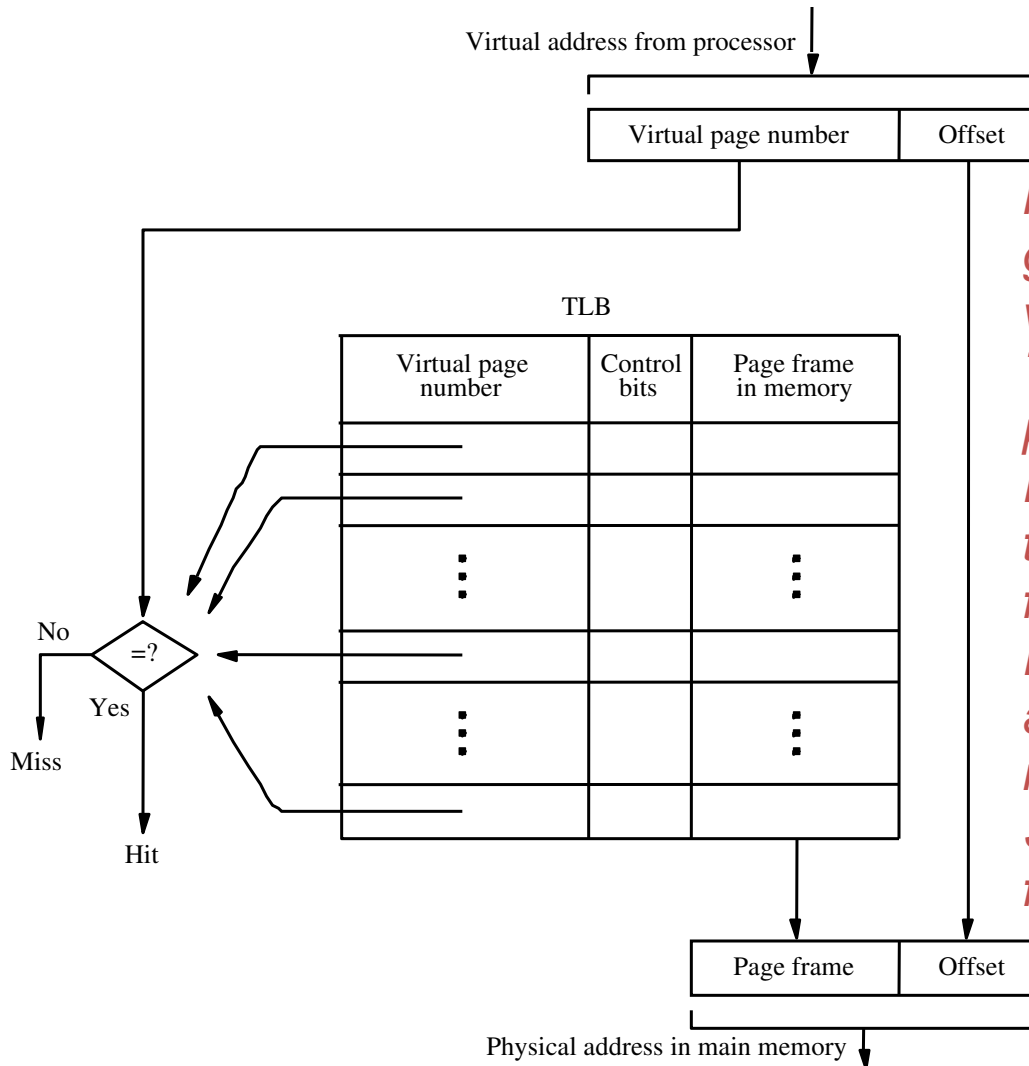 Virtual address from processor
Virtual page number
Offset
TLB
Virtual page
number
Control
bits
Page frame
in memory
No
=?
Yes
Miss
Hit
Page frame
Offset
Physical address in main memory